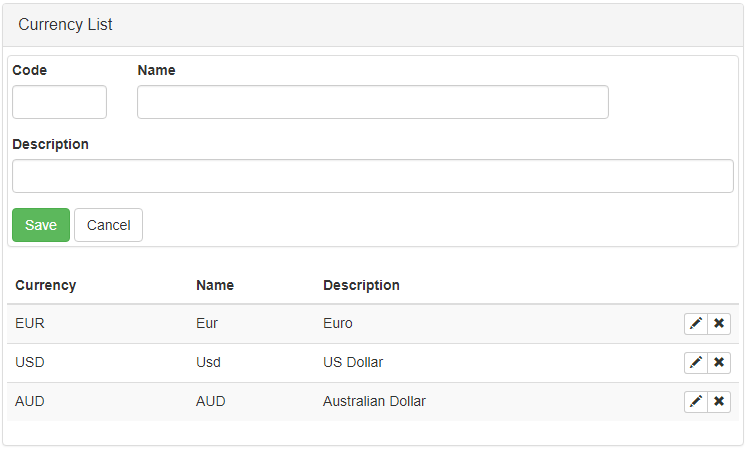 Currency List
Code Name
Description
Save Cancel
Currency Name Description
EUR Eur Euro
USD Usd US Dollar
AUD AUD Australian Dollar